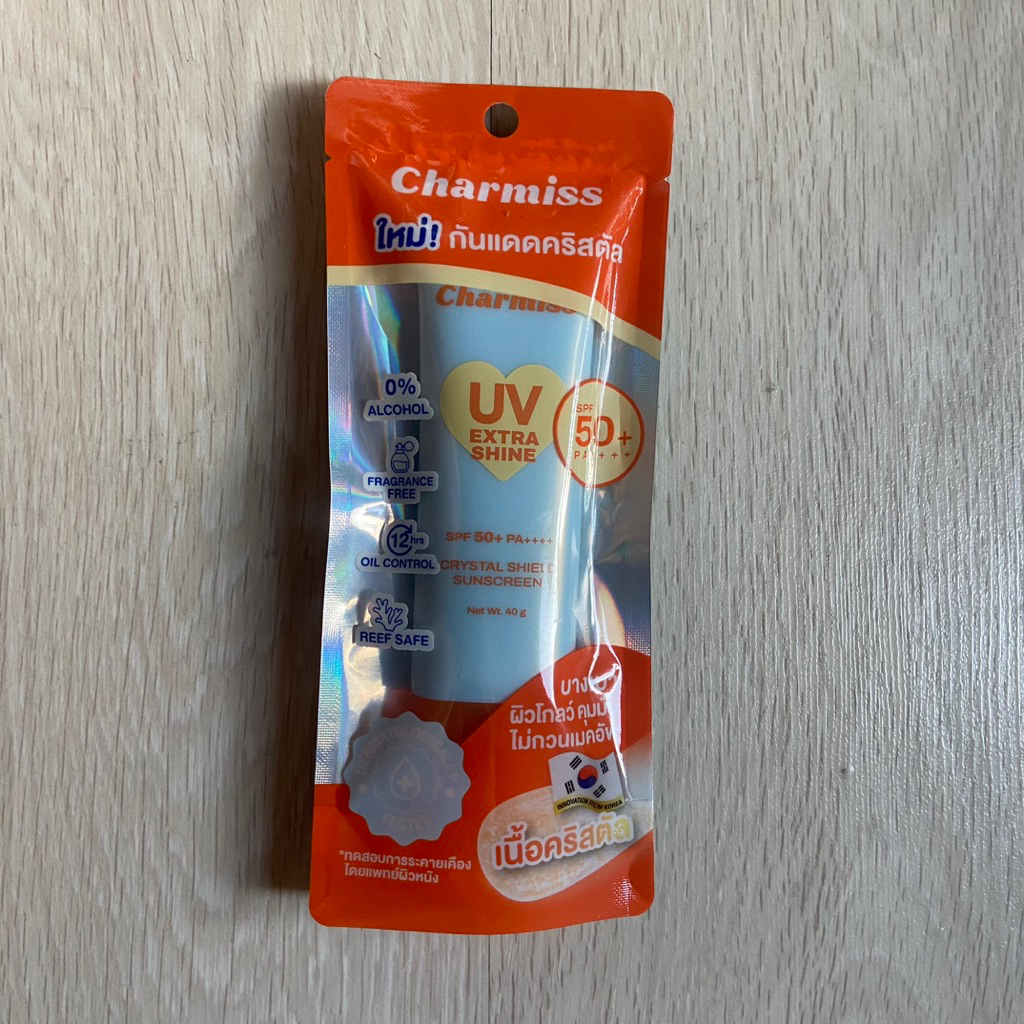 Charmiss
ใหม่! กันแดดคริสตัล
Charmiss
UV
EXTRA
SHINE
SPF
50+
PA++++
0%
ALCOHOL
FRAGRANCE
FREE
12hrs
OIL CONTROL
REEF SAFE
SPF 50+ PA++++
CRYSTAL SHIELD
SUNSCREEN
Net Wt. 40 g
ผิวโกลว์
ไม่กวนเมคอัพ
INNOVATION FROM KOREA
เนื้อคริสตัล
TESTED
*ทดสอบการระคายเคือง
โดยแพทย์ผิวหนัง